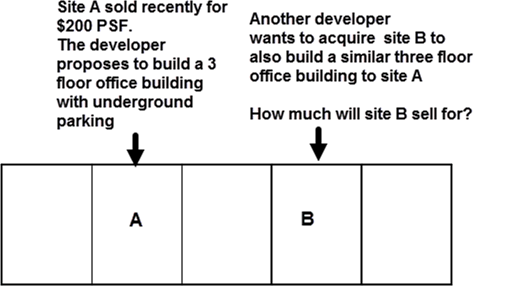 Site A sold recently for
$200 PSF.
The developer
proposes to build a 3
floor office building
with underground
parking
Another developer
wants to acquire site B to
also build a similar three floor
office building to site A
How much will site B sell for?
A
B